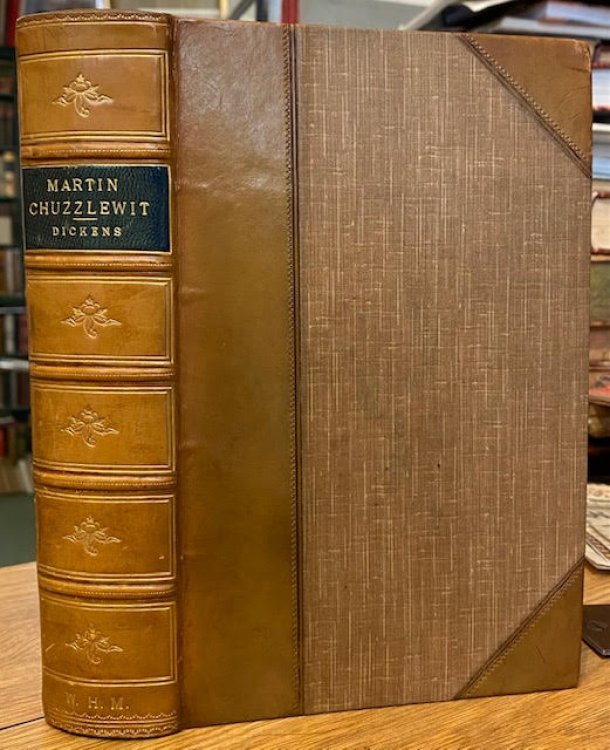 MARTIN
CHUZZLEWIT
DICKENS
W. H. M.